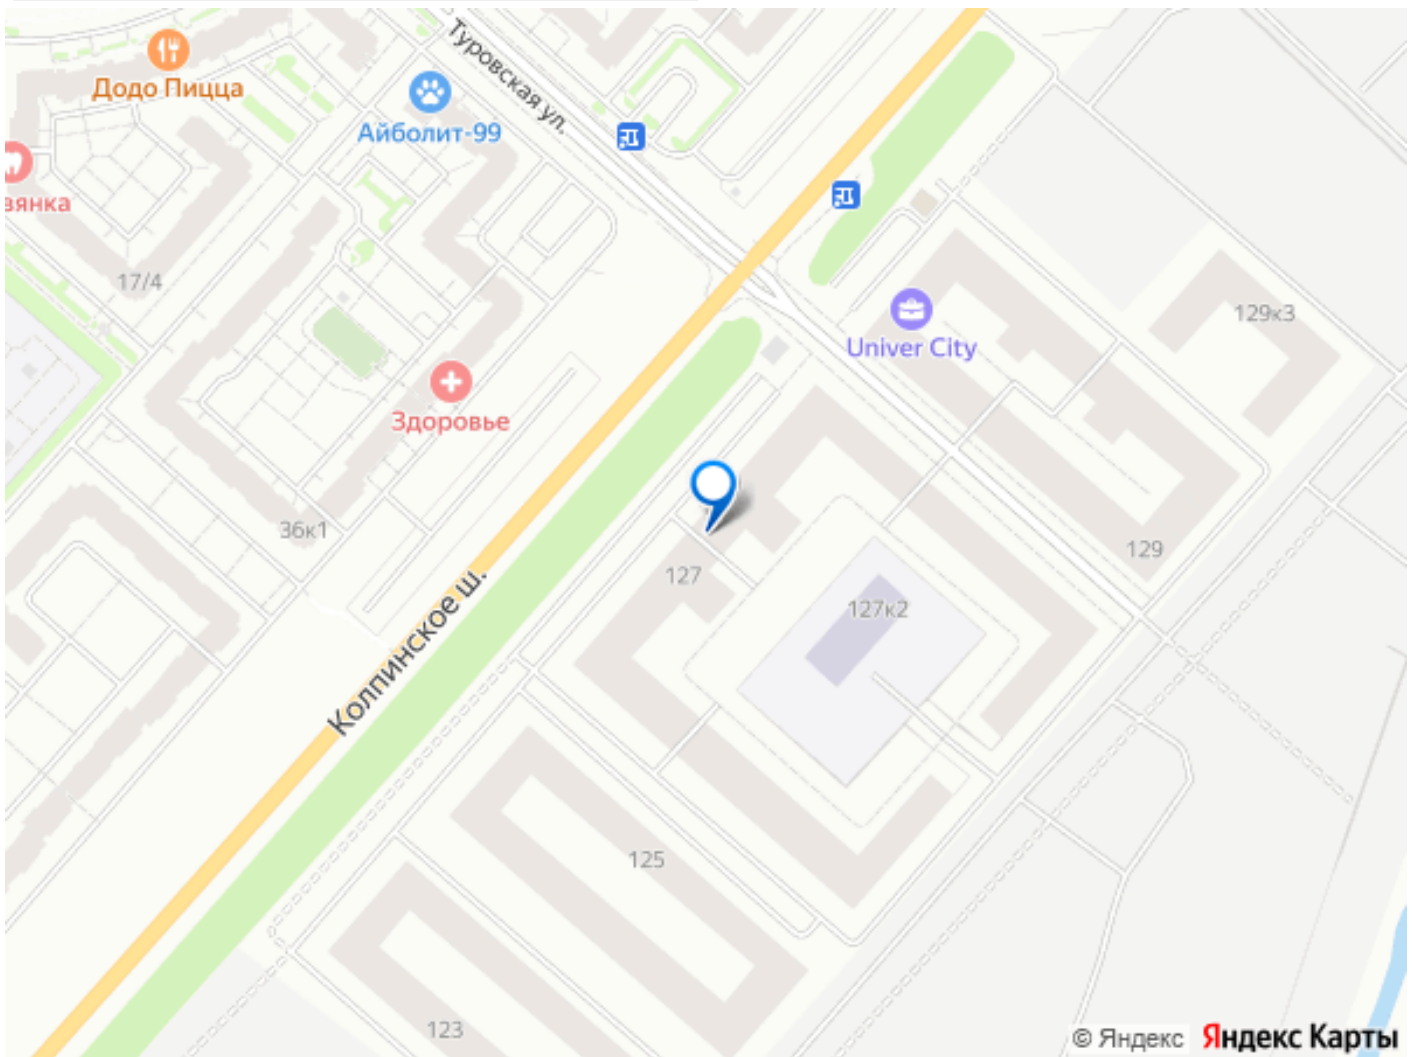 Туровская ул.
Додо Пицца
Айболит-99
вянка
17/4
129к3
Univer City
Здоровье
36к1
129
127
127к2
Колпинское ш.
125
123
© Яндекс Яндекс Карты